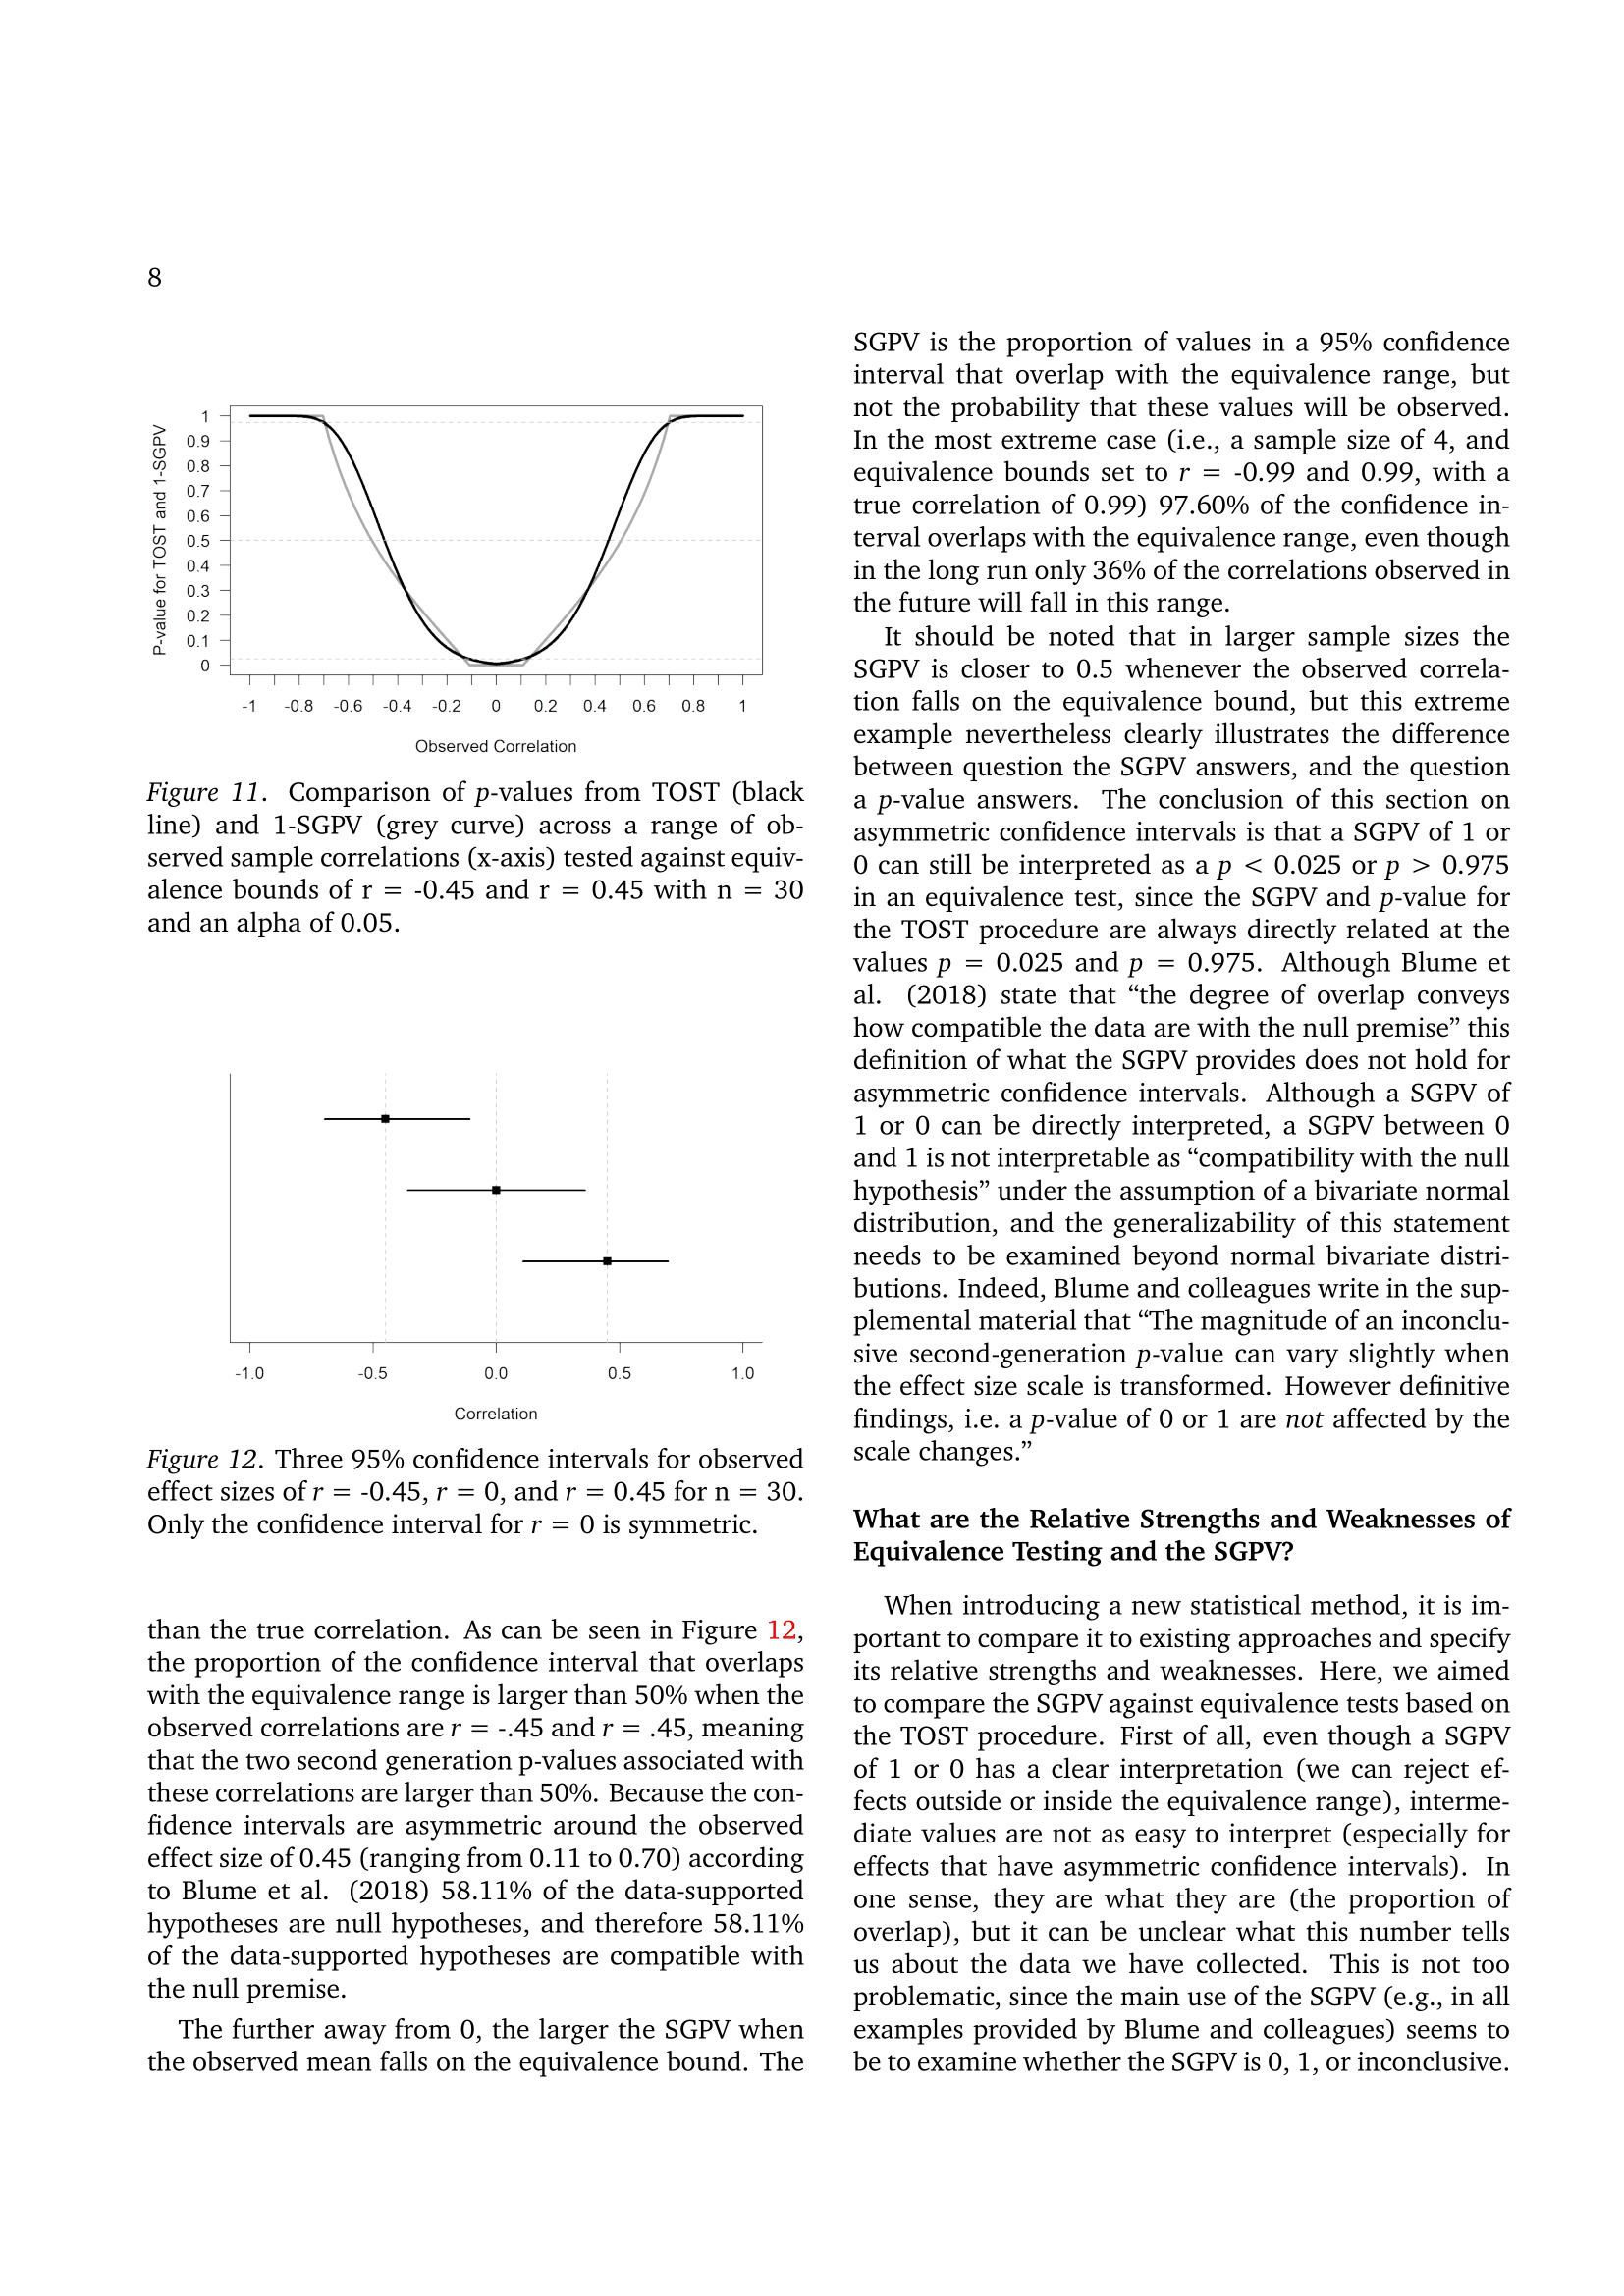 8
P-value for TOST and 1-SGPV
1
0.9
0.8
0.7
0.6
0.5
0.4
0.3
0.2
0.1
0
-1 -0.8 -0.6 -0.4 -0.2 0 0.2 0.4 0.6 0.8 1
Observed Correlation
Figure 11. Comparison of p-values from TOST (black
line) and 1-SGPV (grey curve) across a range of ob-
served sample correlations (x-axis) tested against equiv-
alence bounds of r = -0.45 and r = 0.45 with n = 30
and an alpha of 0.05.
-1.0 -0.5 0.0 0.5 1.0
Correlation
Figure 12. Three 95% confidence intervals for observed
effect sizes of r = -0.45, r = 0, and r = 0.45 for n = 30.
Only the confidence interval for r = 0 is symmetric.
than the true correlation. As can be seen in Figure 12,
the proportion of the confidence interval that overlaps
with the equivalence range is larger than 50% when the
observed correlations are r = -.45 and r = .45, meaning
that the two second generation p-values associated with
these correlations are larger than 50%. Because the con-
fidence intervals are asymmetric around the observed
effect size of 0.45 (ranging from 0.11 to 0.70) according
to Blume et al. (2018) 58.11% of the data-supported
hypotheses are null hypotheses, and therefore 58.11%
of the data-supported hypotheses are compatible with
the null premise.
The further away from 0, the larger the SGPV when
the observed mean falls on the equivalence bound. The
SGPV is the proportion of values in a 95% confidence
interval that overlap with the equivalence range, but
not the probability that these values will be observed.
In the most extreme case (i.e., a sample size of 4, and
equivalence bounds set to r = -0.99 and 0.99, with a
true correlation of 0.99) 97.60% of the confidence in-
terval overlaps with the equivalence range, even though
in the long run only 36% of the correlations observed in
the future will fall in this range.
It should be noted that in larger sample sizes the
SGPV is closer to 0.5 whenever the observed correla-
tion falls on the equivalence bound, but this extreme
example nevertheless clearly illustrates the difference
between question the SGPV answers, and the question
a p-value answers. The conclusion of this section on
asymmetric confidence intervals is that a SGPV of 1 or
0 can still be interpreted as a p < 0.025 or p > 0.975
in an equivalence test, since the SGPV and p-value for
the TOST procedure are always directly related at the
values p = 0.025 and p = 0.975. Although Blume et
al. (2018) state that “the degree of overlap conveys
how compatible the data are with the null premise” this
definition of what the SGPV provides does not hold for
asymmetric confidence intervals. Although a SGPV of
1 or 0 can be directly interpreted, a SGPV between 0
and 1 is not interpretable as “compatibility with the null
hypothesis” under the assumption of a bivariate normal
distribution, and the generalizability of this statement
needs to be examined beyond normal bivariate distri-
butions. Indeed, Blume and colleagues write in the sup-
plemental material that “The magnitude of an inconclu-
sive second-generation p-value can vary slightly when
the effect size scale is transformed. However definitive
findings, i.e. a p-value of 0 or 1 are not affected by the
scale changes.”
What are the Relative Strengths and Weaknesses of
Equivalence Testing and the SGPV?
When introducing a new statistical method, it is im-
portant to compare it to existing approaches and specify
its relative strengths and weaknesses. Here, we aimed
to compare the SGPV against equivalence tests based on
the TOST procedure. First of all, even though a SGPV
of 1 or 0 has a clear interpretation (we can reject ef-
fects outside or inside the equivalence range), interme-
diate values are not as easy to interpret (especially for
effects that have asymmetric confidence intervals). In
one sense, they are what they are (the proportion of
overlap), but it can be unclear what this number tells
us about the data we have collected. This is not too
problematic, since the main use of the SGPV (e.g., in all
examples provided by Blume and colleagues) seems to
be to examine whether the SGPV is 0, 1, or inconclusive.